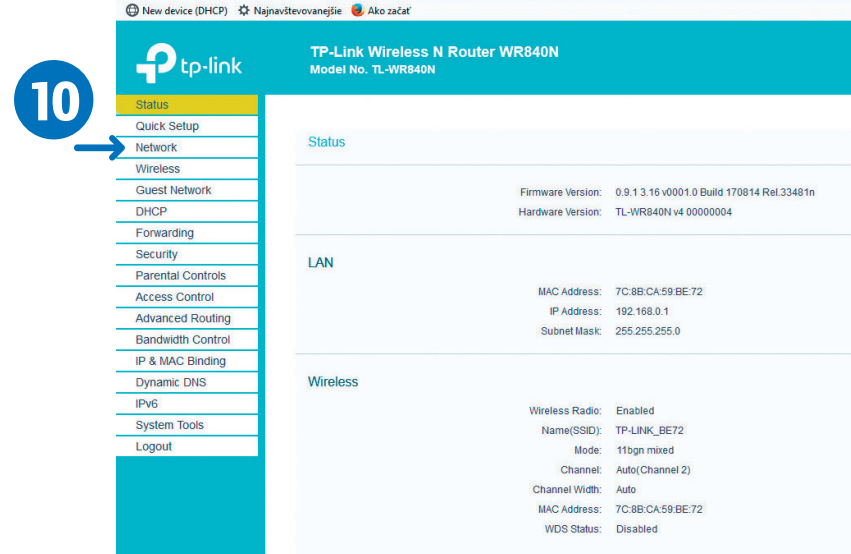 New device (DHCP) Najnavštevovanejšie Ako začať
tp-link
TP-Link Wireless N Router WR840N
Model No. TL-WR840N
10
Status
Quick Setup
Network
Wireless
Guest Network
DHCP
Forwarding
Security
Parental Controls
Access Control
Advanced Routing
Bandwidth Control
IP & MAC Binding
Dynamic DNS
IPv6
System Tools
Logout
Status
Firmware Version: 0.9.1 3.16 v0001.0 Build 170814 Rel.33481n
Hardware Version: TL-WR840N v4 00000004
LAN
MAC Address: 7C:8B:CA:59:BE:72
IP Address: 192.168.0.1
Subnet Mask: 255.255.255.0
Wireless
Wireless Radio: Enabled
Name(SSID): TP-LINK_BE72
Mode: 11bgn mixed
Channel: Auto(Channel 2)
Channel Width: Auto
MAC Address: 7C:8B:CA:59:BE:72
WDS Status: Disabled